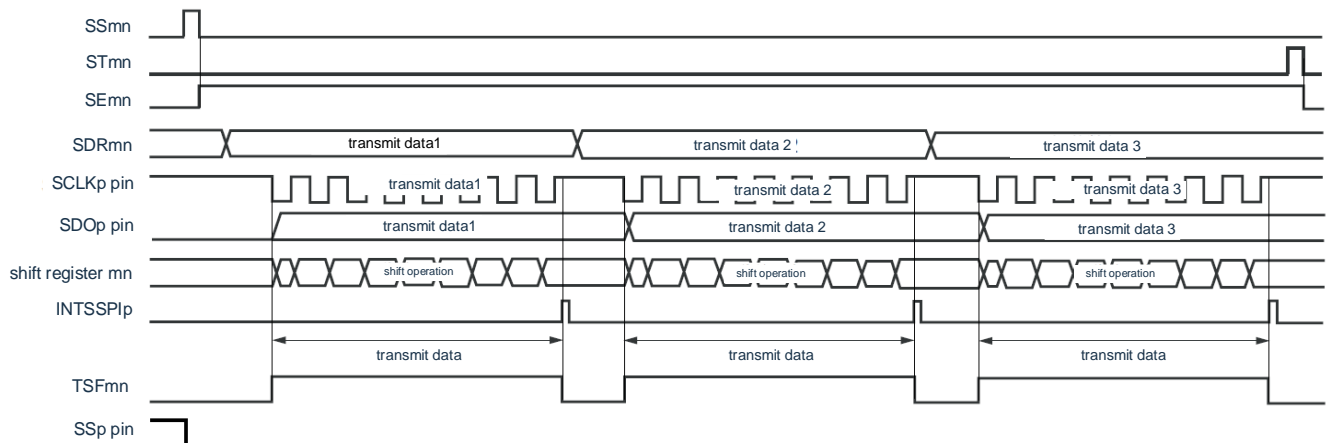 SSmn
STmn
SEmn
SDRmn transmit data1 transmit data 2 transmit data 3
SCLKp pin transmit data1 transmit data 2 transmit data 3
SDOp pin transmit data1 transmit data 2 transmit data 3
shift register mn shift operation shift operation shift operation
INTSSPIp
transmit data transmit data transmit data
TSFmn
SSp pin